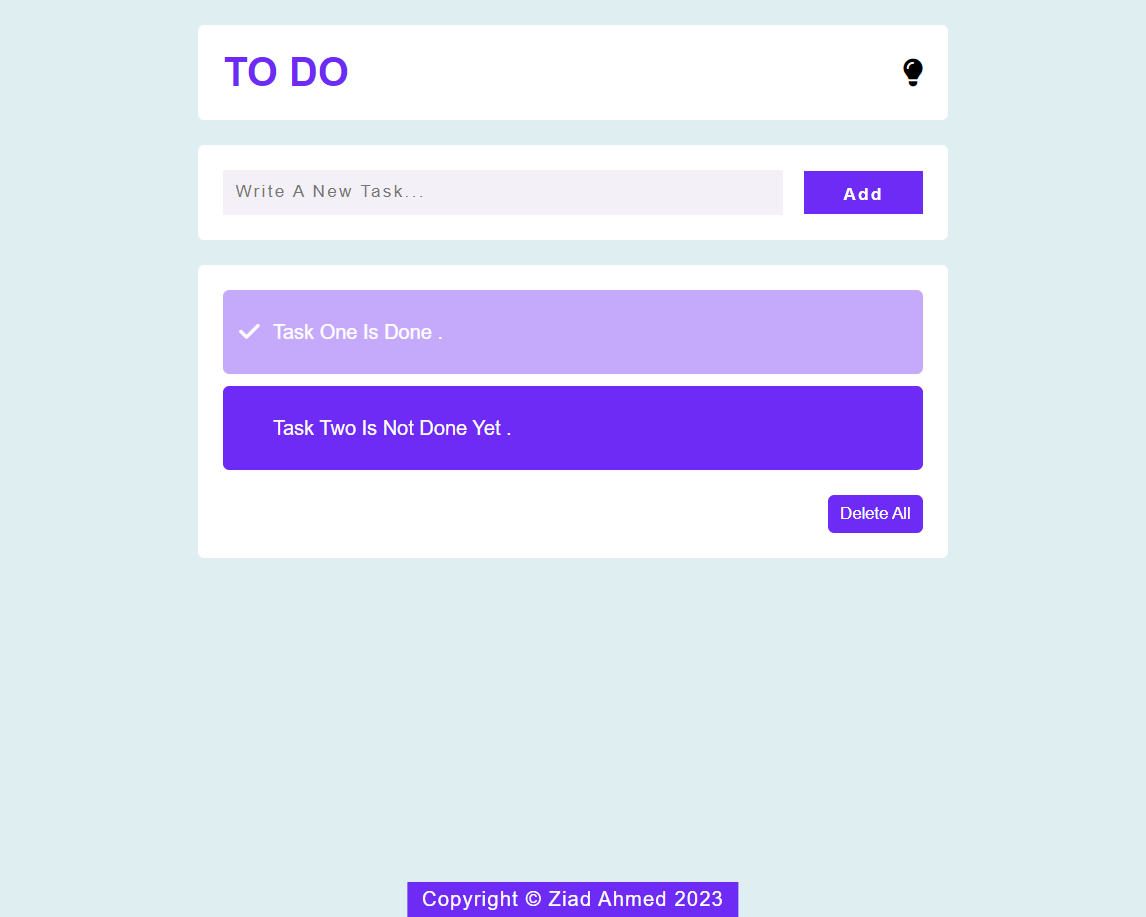 TO DO
Write A New Task...
Add
Task One Is Done .
Task Two Is Not Done Yet .
Delete All
Copyright © Ziad Ahmed 2023